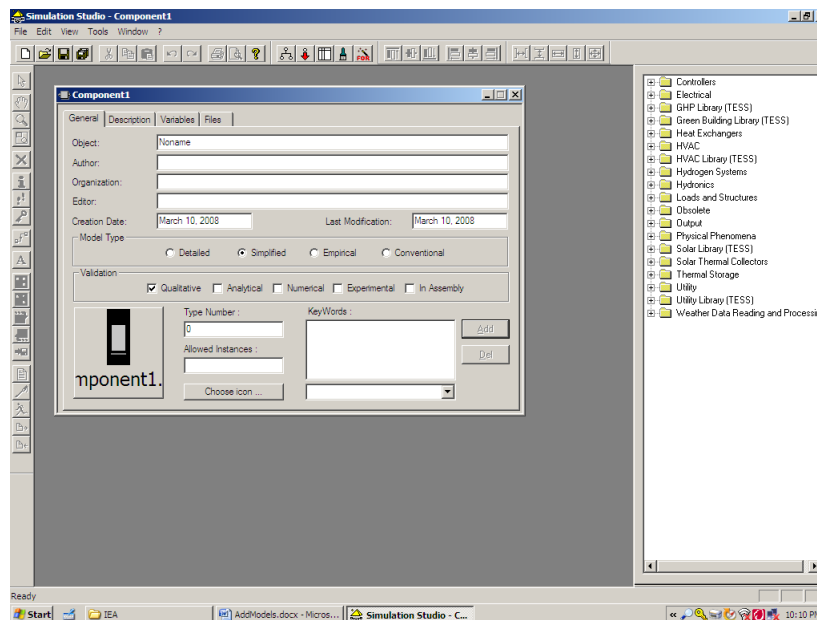 Simulation Studio - Component1
File Edit View Tools Window ?
FOR
Component1
General Description Variables Files
Object: Noname
Author:
Organization:
Editor:
Creation Date: March 10, 2008 Last Modification: March 10, 2008
Model Type
Detailed Simplified Empirical Conventional
Validation
Qualitative Analytical Numerical Experimental In Assembly
Type Number : KeyWords :
0 Add
Allowed Instances : Del
mponent1.
Choose icon ...
Controllers
Electrical
GHP Library (TESS)
Green Building Library (TESS)
Heat Exchangers
HVAC
HVAC Library (TESS)
Hydrogen Systems
Hydronics
Loads and Structures
Obsolete
Output
Physical Phenomena
Solar Library (TESS)
Solar Thermal Collectors
Thermal Storage
Utility
Utility Library (TESS)
Weather Data Reading and Processi
Ready
Start IEA AddModels.docx - Micros... Simulation Studio - C... « 10:10 PM